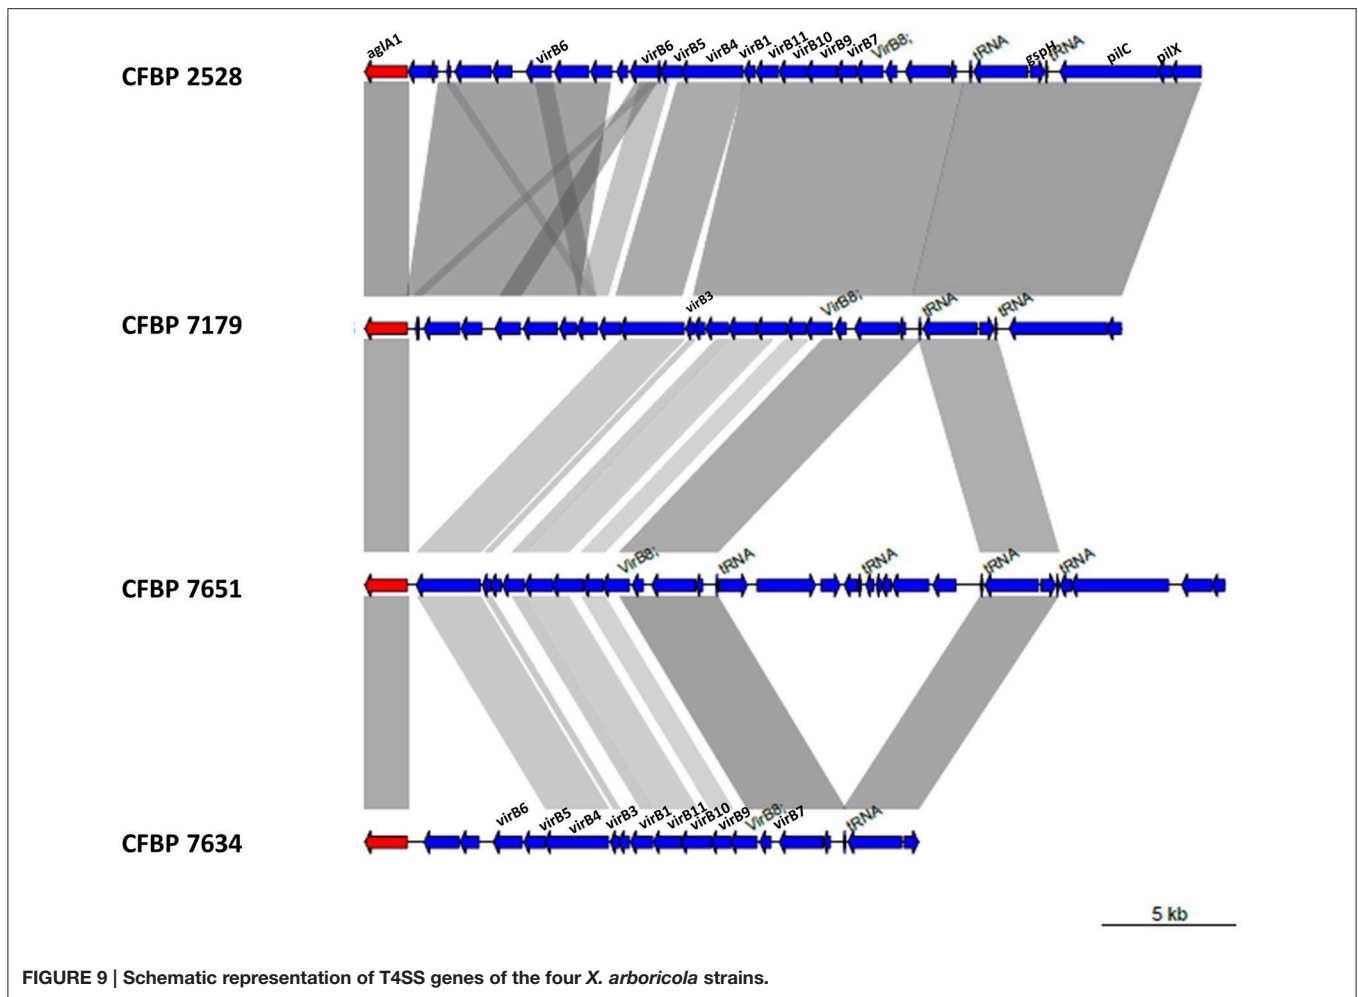 aglA1 virB6 virB6 virB5 virB4 virB1 virB11 virB10 virB9 virB7 VirB8; tRNA gspH tRNA pilC pilX
CFBP 2528
virB3 VirB8; tRNA tRNA
CFBP 7179
VirB8; tRNA tRNA tRNA tRNA
CFBP 7651
virB6 virB5 virB4 virB3 virB1 virB11 virB10 virB9 VirB8; virB7 tRNA
CFBP 7634
5 kb
FIGURE 9 | Schematic representation of T4SS genes of the four X. arboricola strains.